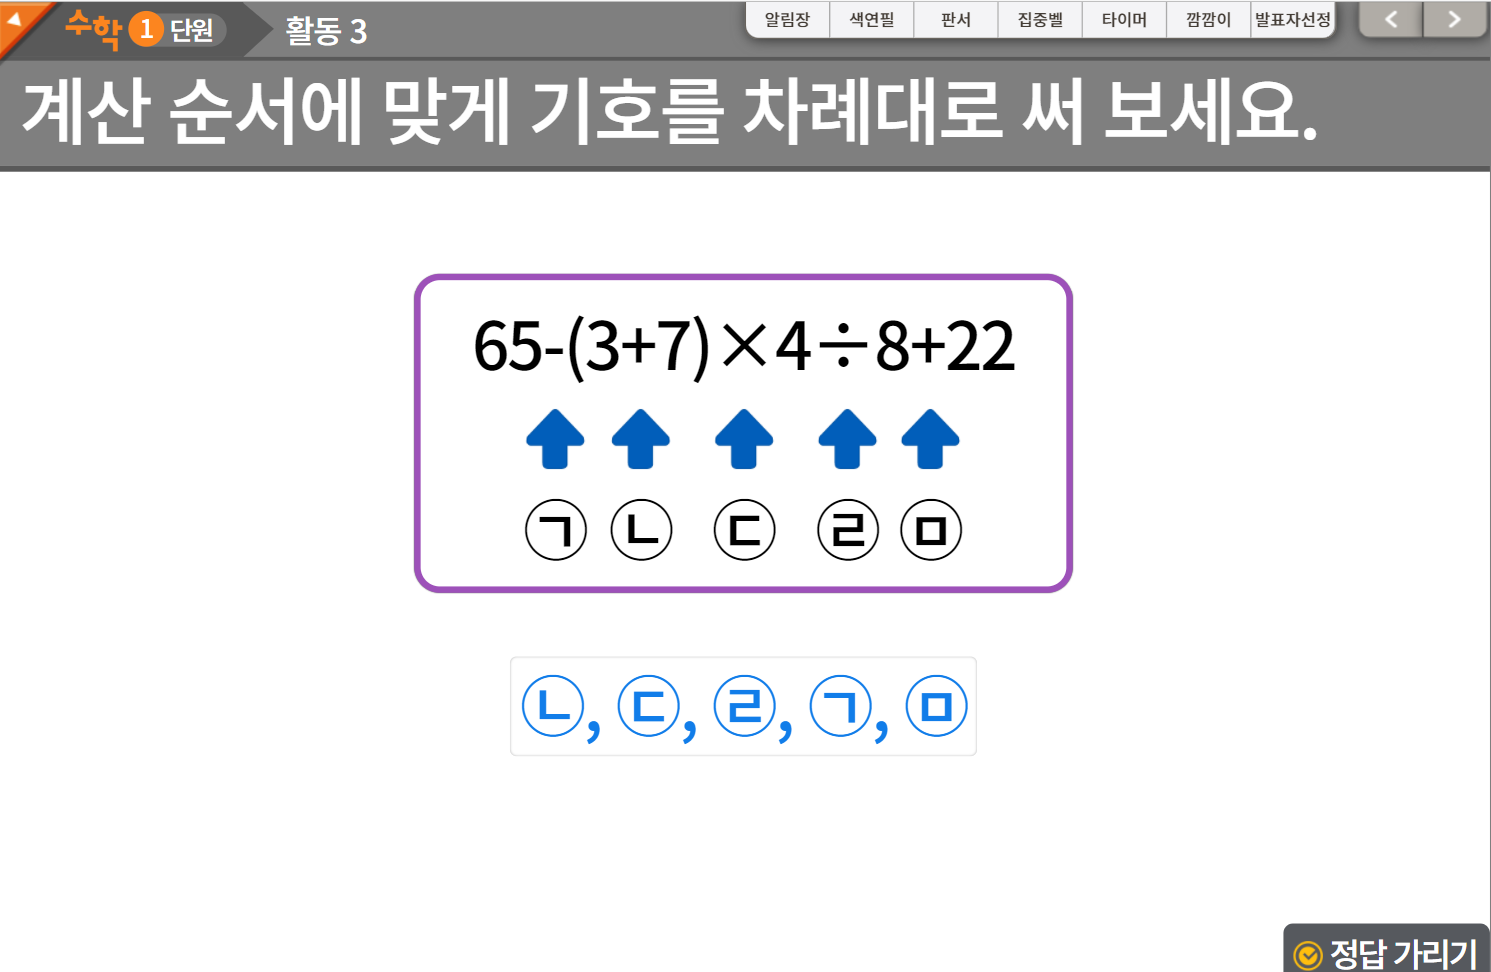 수학 1 단원 활동 3
알림장 색연필 판서 집중벨 타이머 깜깜이 발표자선정
계산 순서에 맞게 기호를 차례대로 써 보세요.
65-(3+7)×4÷8+22
㉠ ㉡ ㉢ ㉣ ㉤
㉡, ㉢, ㉣, ㉠, ㉤
정답 가리기